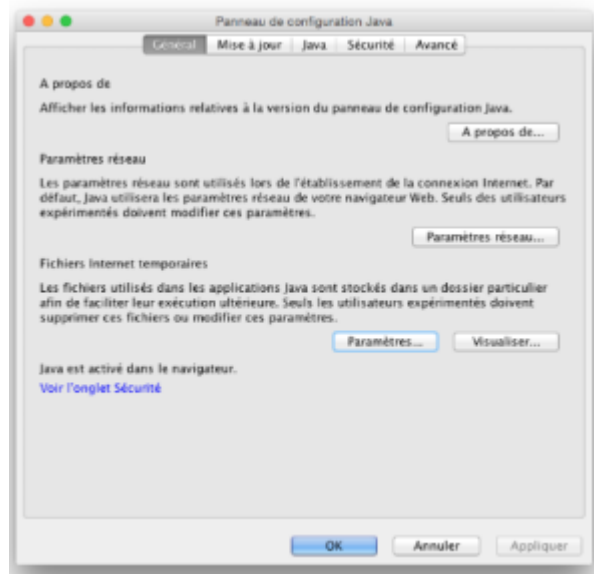 Panneau de configuration Java
Général Mise à jour Java Sécurité Avancé
A propos de
Afficher les informations relatives à la version du panneau de configuration Java.
A propos de...
Paramètres réseau
Les paramètres réseau sont utilisés lors de l'établissement de la connexion Internet. Par
défaut, Java utilisera les paramètres réseau de votre navigateur Web. Seuls des utilisateurs
expérimentés doivent modifier ces paramètres.
Paramètres réseau...
Fichiers Internet temporaires
Les fichiers utilisés dans les applications Java sont stockés dans un dossier particulier
afin de faciliter leur exécution ultérieure. Seuls les utilisateurs expérimentés doivent
supprimer ces fichiers ou modifier ces paramètres.
Paramètres... Visualiser...
Java est activé dans le navigateur.
Voir l'onglet Sécurité
OK Annuler Appliquer